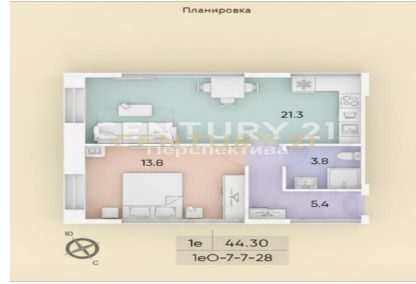 Планировка
21.3
CENTURY 21
Перспектива
13.8
3.8
5.4
Ю
С
1е 44.30
1еО-7-7-28